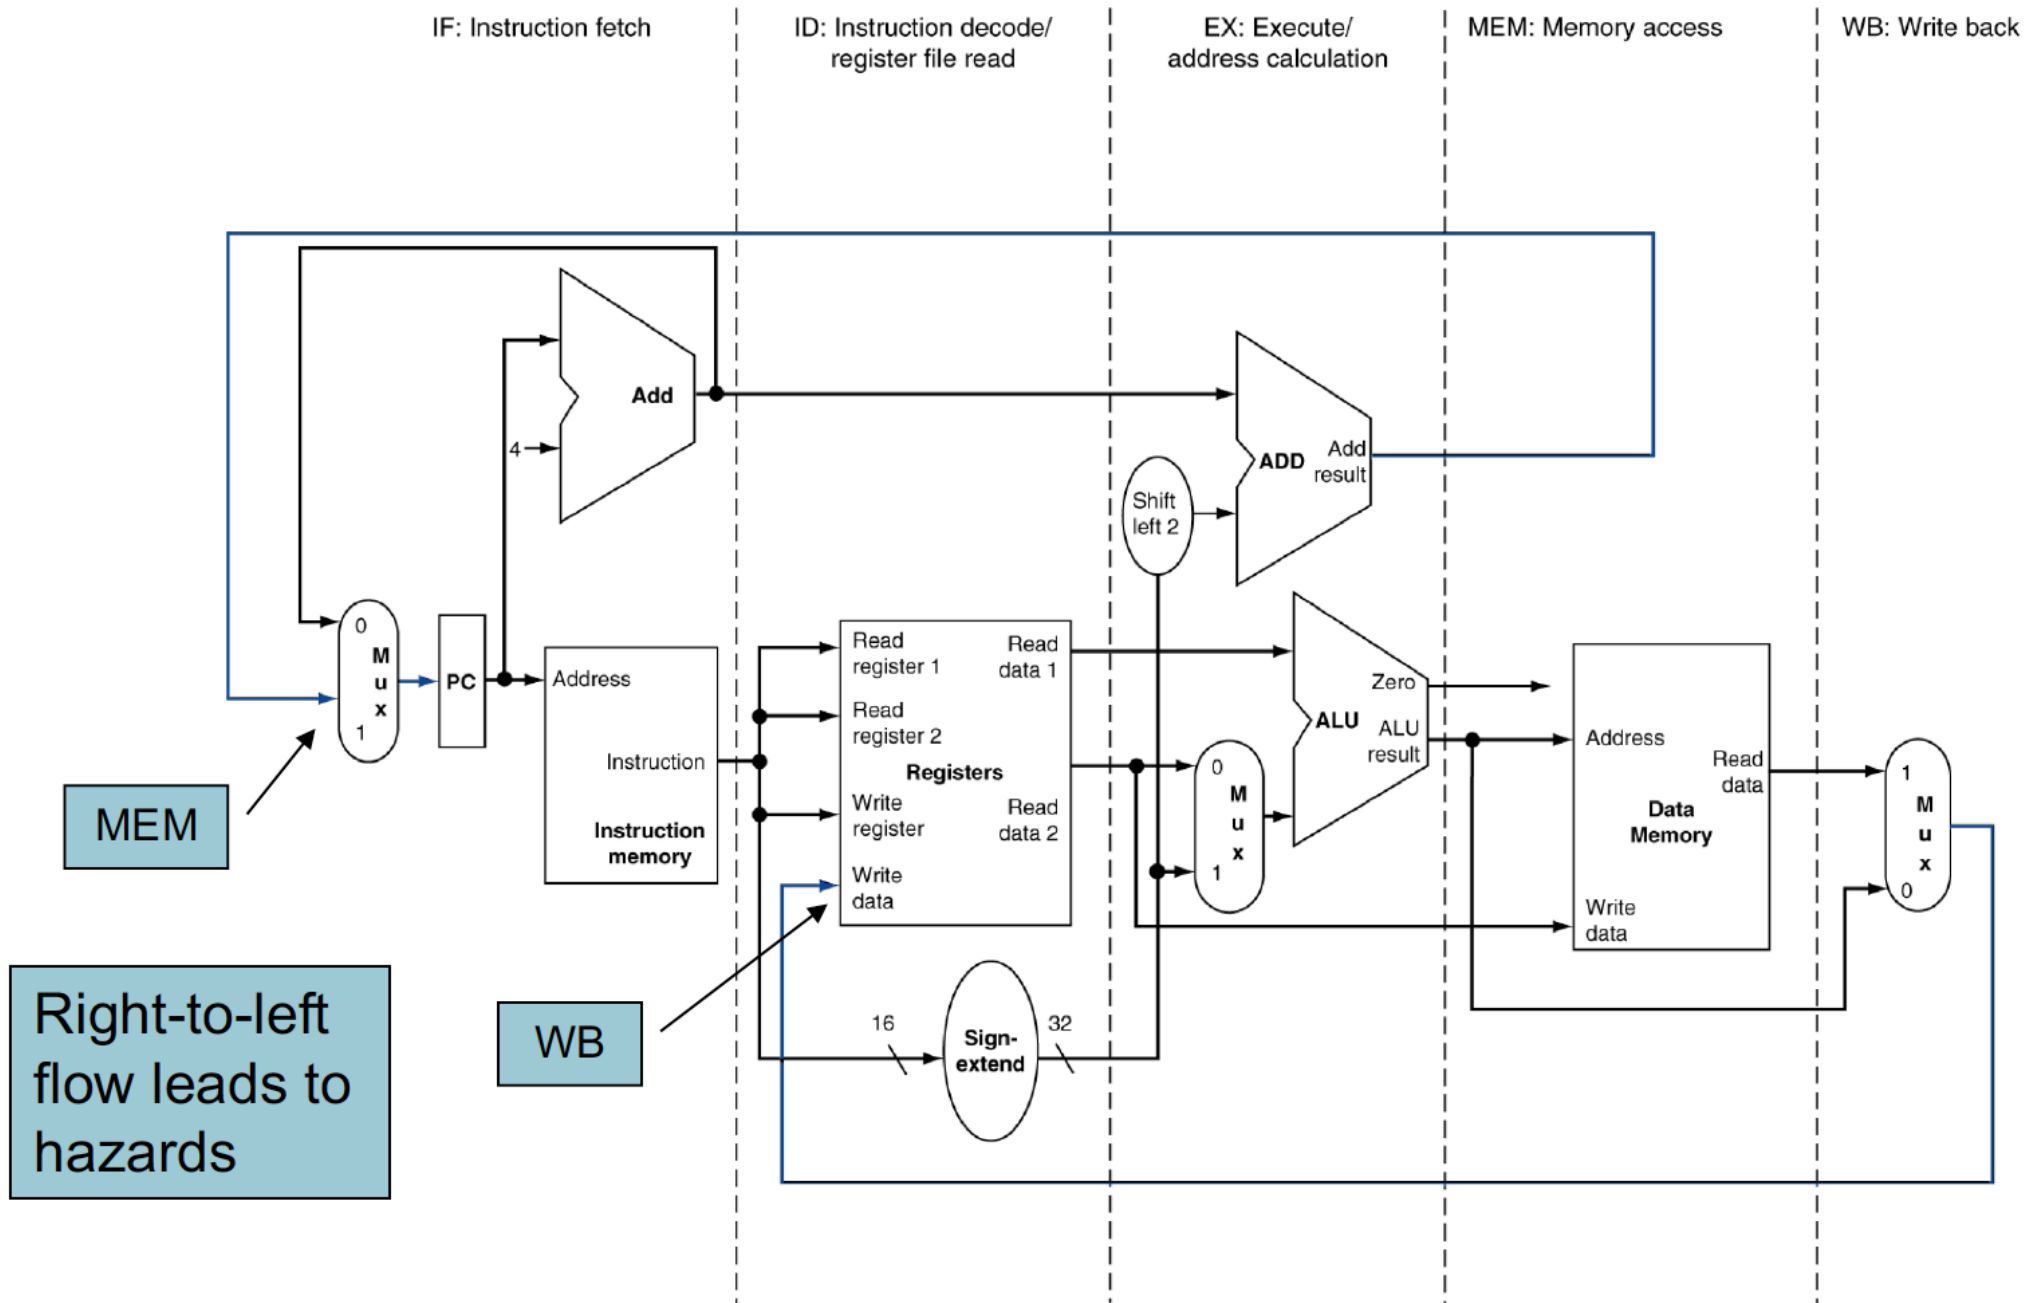 IF: Instruction fetch
ID: Instruction decode/
register file read
EX: Execute/
address calculation
MEM: Memory access
WB: Write back
Add
4
ADD
Add
result
Shift
left 2
0
M
u
x
1
PC
Address
Instruction
Instruction
memory
Read
register 1
Read
register 2
Registers
Write
register
Write
data
Read
data 1
Read
data 2
0
M
u
x
1
Zero
ALU
ALU
result
Address
Read
data
Data
Memory
Write
data
1
M
u
x
0
MEM
WB
16
Sign-
extend
32
Right-to-left
flow leads to
hazards